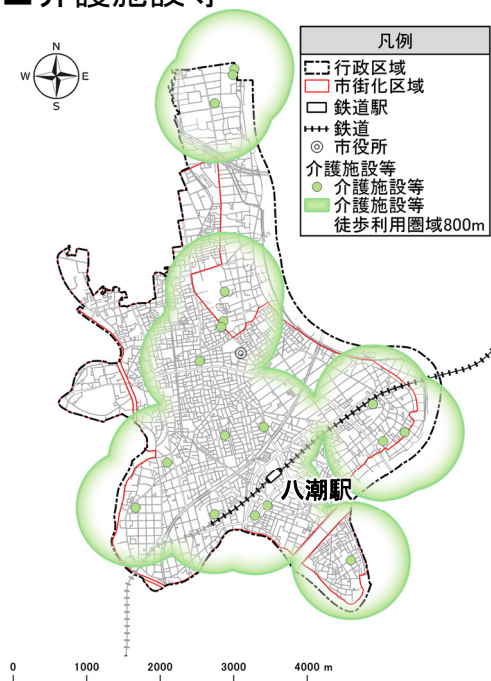 ■介護施設等
N
W E
S
凡例
行政区域
市街化区域
鉄道駅
鉄道
市役所
介護施設等
介護施設等
介護施設等
徒歩利用圏域800m
八潮駅
0 1000 2000 3000 4000 m